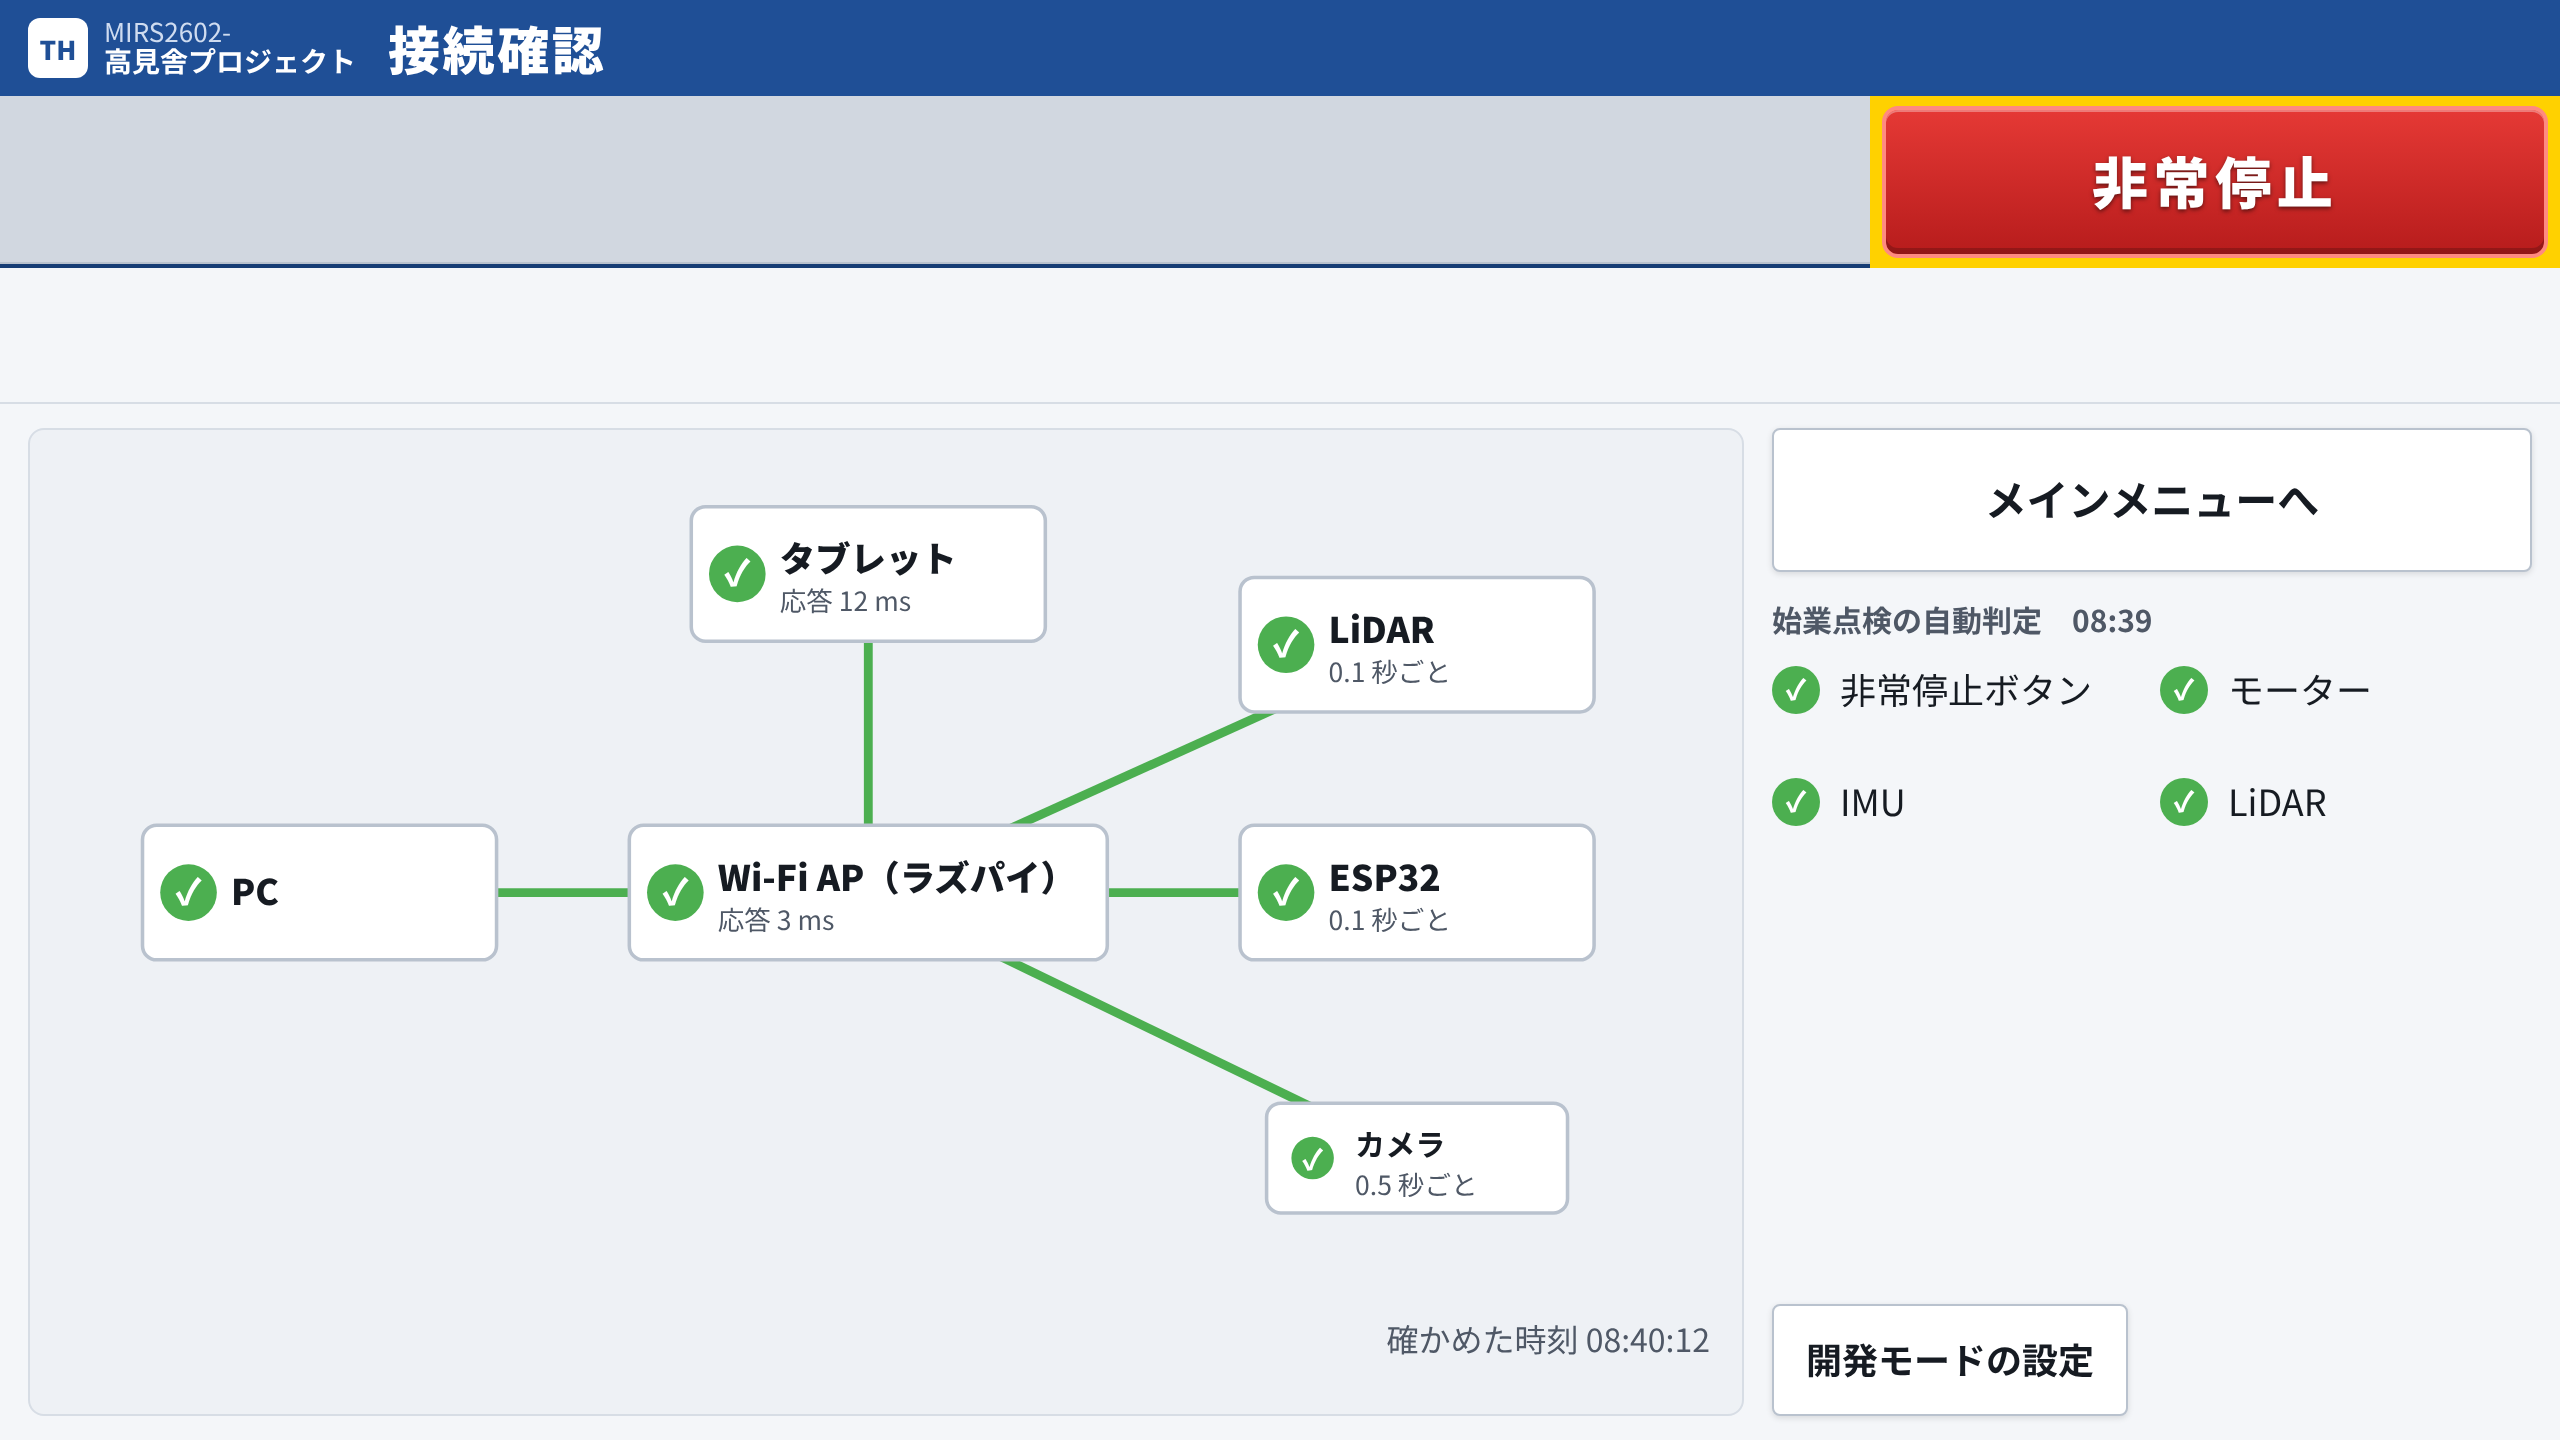 TH
MIRS2602-
高見舎プロジェクト
接続確認
非常停止
メインメニューへ
タブレット
応答 12 ms
LiDAR
0.1 秒ごと
PC
Wi-Fi AP（ラズパイ）
応答 3 ms
ESP32
0.1 秒ごと
カメラ
0.5 秒ごと
確かめた時刻 08:40:12
始業点検の自動判定　08:39
非常停止ボタン
モーター
IMU
LiDAR
開発モードの設定